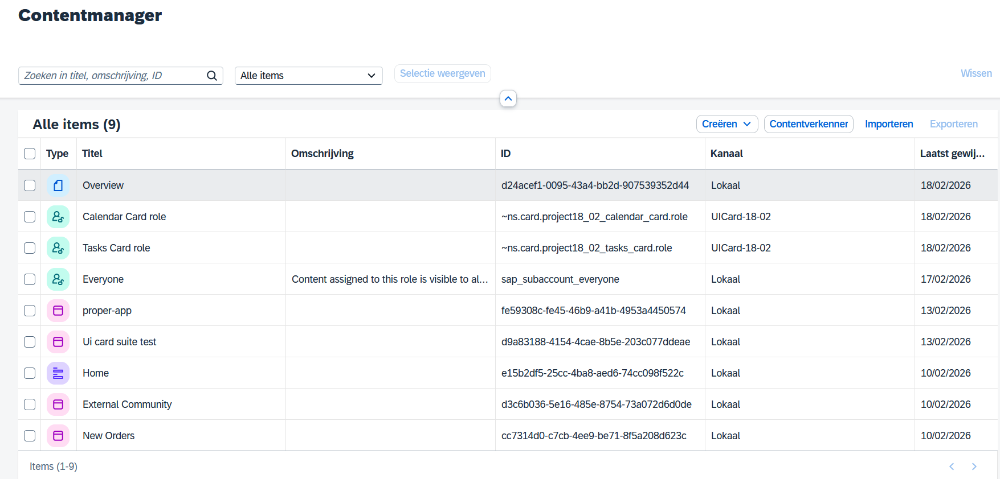 Contentmanager
Zoeken in titel, omschrijving, ID
Alle items
Selectie weergeven
Wissen
Alle items (9)
Creëren
Contentverkenner
Importeren
Exporteren
Type Titel Omschrijving ID Kanaal Laatst gewij...
Overview d24acef1-0095-43a4-bb2d-907539352d44 Lokaal 18/02/2026
Calendar Card role ~ns.card.project18_02_calendar_card.role UICard-18-02 18/02/2026
Tasks Card role ~ns.card.project18_02_tasks_card.role UICard-18-02 18/02/2026
Everyone Content assigned to this role is visible to al... sap_subaccount_everyone Lokaal 17/02/2026
proper-app fe59308c-fe45-46b9-a41b-4953a4450574 Lokaal 13/02/2026
Ui card suite test d9a83188-4154-4cae-8b5e-203c077ddeae Lokaal 13/02/2026
Home e15b2df5-25cc-4ba8-aed6-74cc098f522c Lokaal 10/02/2026
External Community d3c6b036-5e16-485e-8754-73a072d6d0de Lokaal 10/02/2026
New Orders cc7314d0-c7cb-4ee9-be71-8f5a208d623c Lokaal 10/02/2026
Items (1-9)